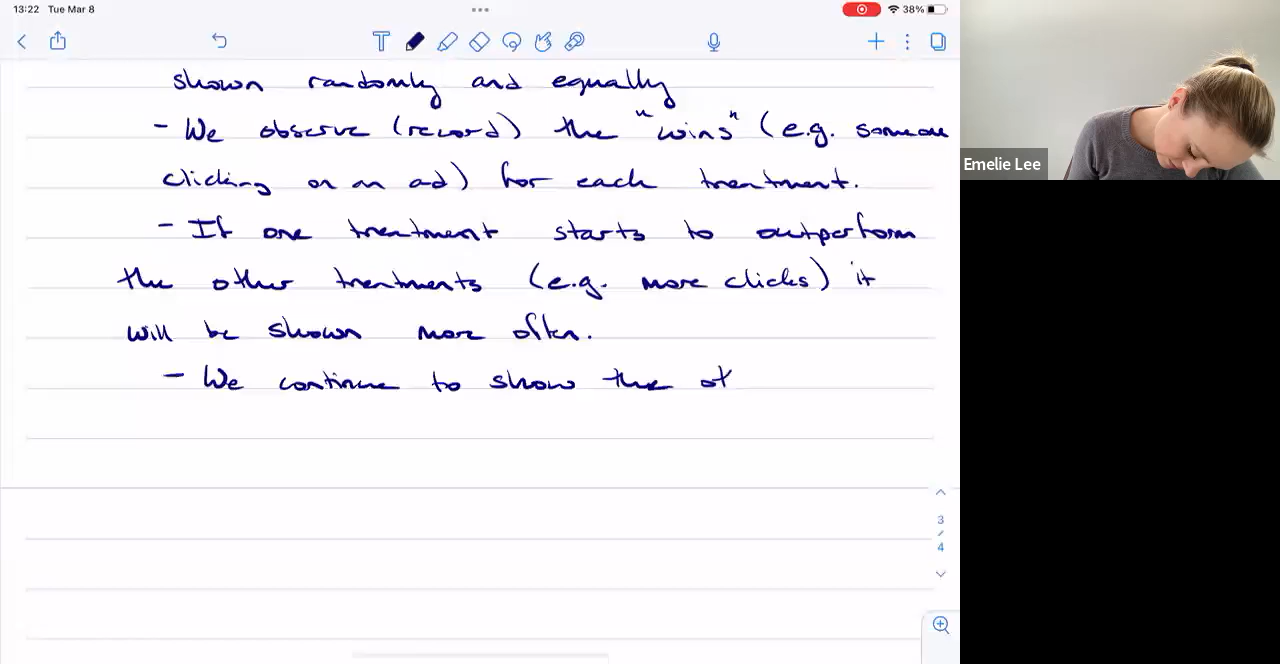 13:22 Tue Mar 8
38%
shown randomly and equally
- We observe (record) the "wins" (e.g. someone
clicking on an ad) for each treatment.
- If one treatment starts to outperform
the other treatments (e.g. more clicks) it
will be shown more often.
- We continue to show the ot
3
/
4
Emelie Lee